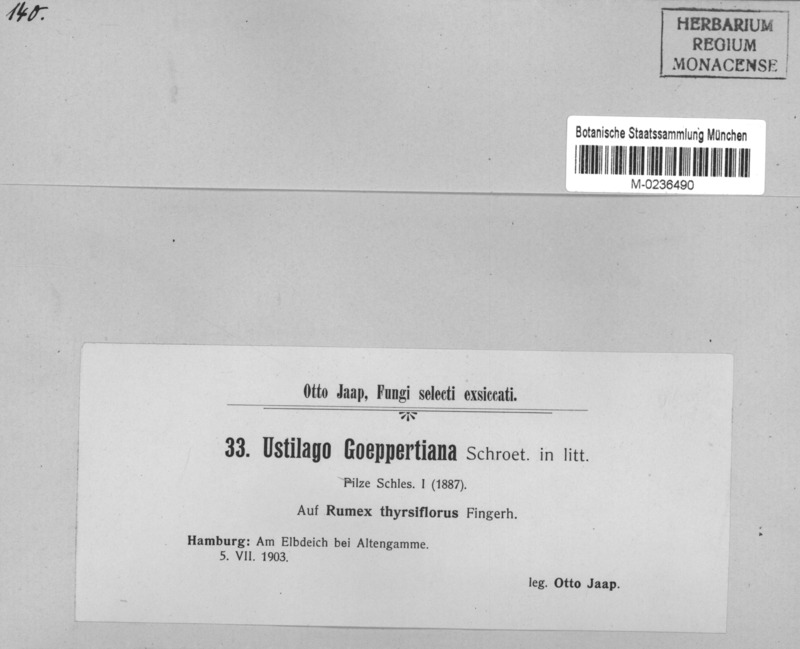 140.
HERBARIUM
REGIUM
MONACENSE
Botanische Staatssammlung München
M-0236490
Otto Jaap, Fungi selecti exsiccati.
33. Ustilago Goeppertiana Schroet. in litt.
Pilze Schles. I (1887).
Auf Rumex thyrsiflorus Fingerh.
Hamburg: Am Elbdeich bei Altengamme.
5. VII. 1903.
leg. Otto Jaap.